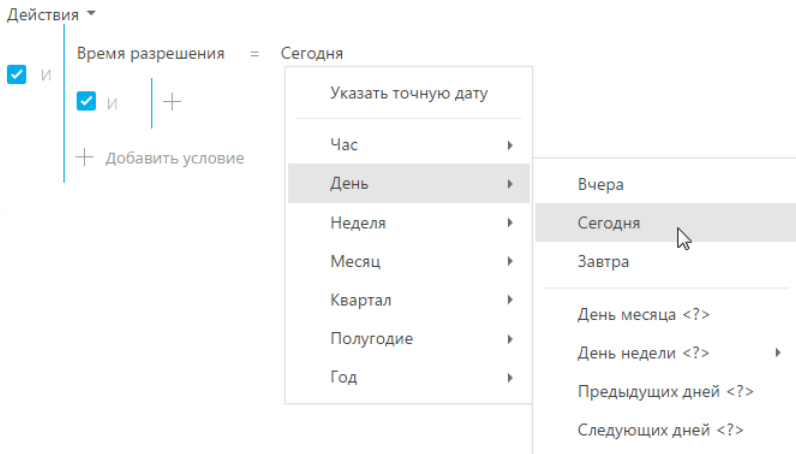 Действия
Время разрешения = Сегодня
И
И
Добавить условие
Указать точную дату
Час
День
Неделя
Месяц
Квартал
Полугодие
Год
Вчера
Сегодня
Завтра
День месяца <?>
День недели <?>
Предыдущих дней <?>
Следующих дней <?>